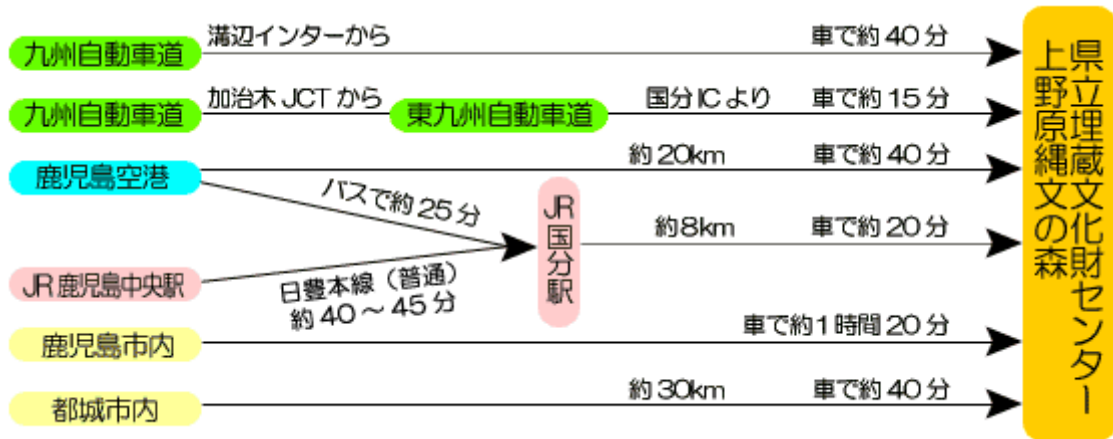 九州自動車道 溝辺インターから 車で約40分
九州自動車道 加治木JCTから 東九州自動車道 国分ICより 車で約15分
鹿児島空港 約20km 車で約40分
バスで約25分
JR国分駅 約8km 車で約20分
JR鹿児島中央駅 日豊本線（普通）
約40～45分
鹿児島市内 車で約1時間20分
都城市内 約30km 車で約40分
県立埋蔵文化財センター
上野原縄文の森